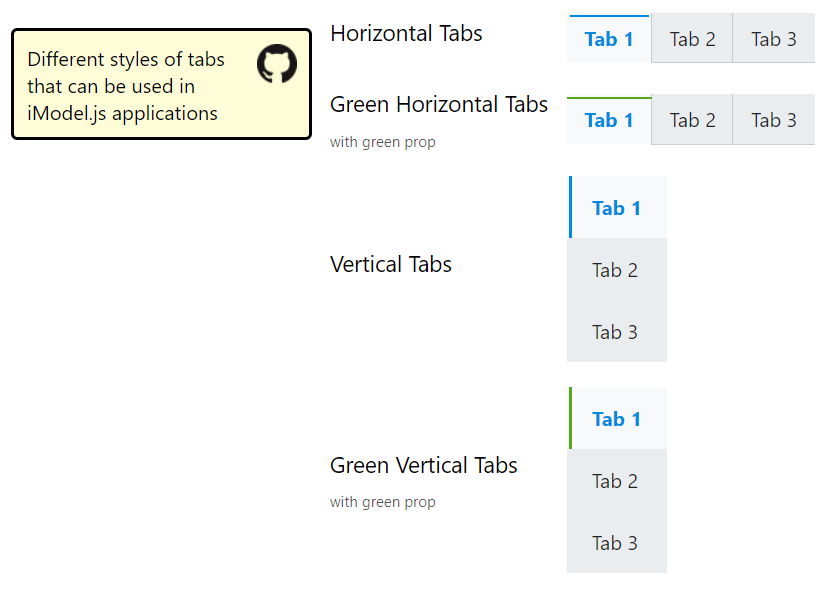 Different styles of tabs
that can be used in
iModel.js applications
Horizontal Tabs
Tab 1 Tab 2 Tab 3
Green Horizontal Tabs
with green prop
Tab 1 Tab 2 Tab 3
Vertical Tabs
Tab 1
Tab 2
Tab 3
Green Vertical Tabs
with green prop
Tab 1
Tab 2
Tab 3